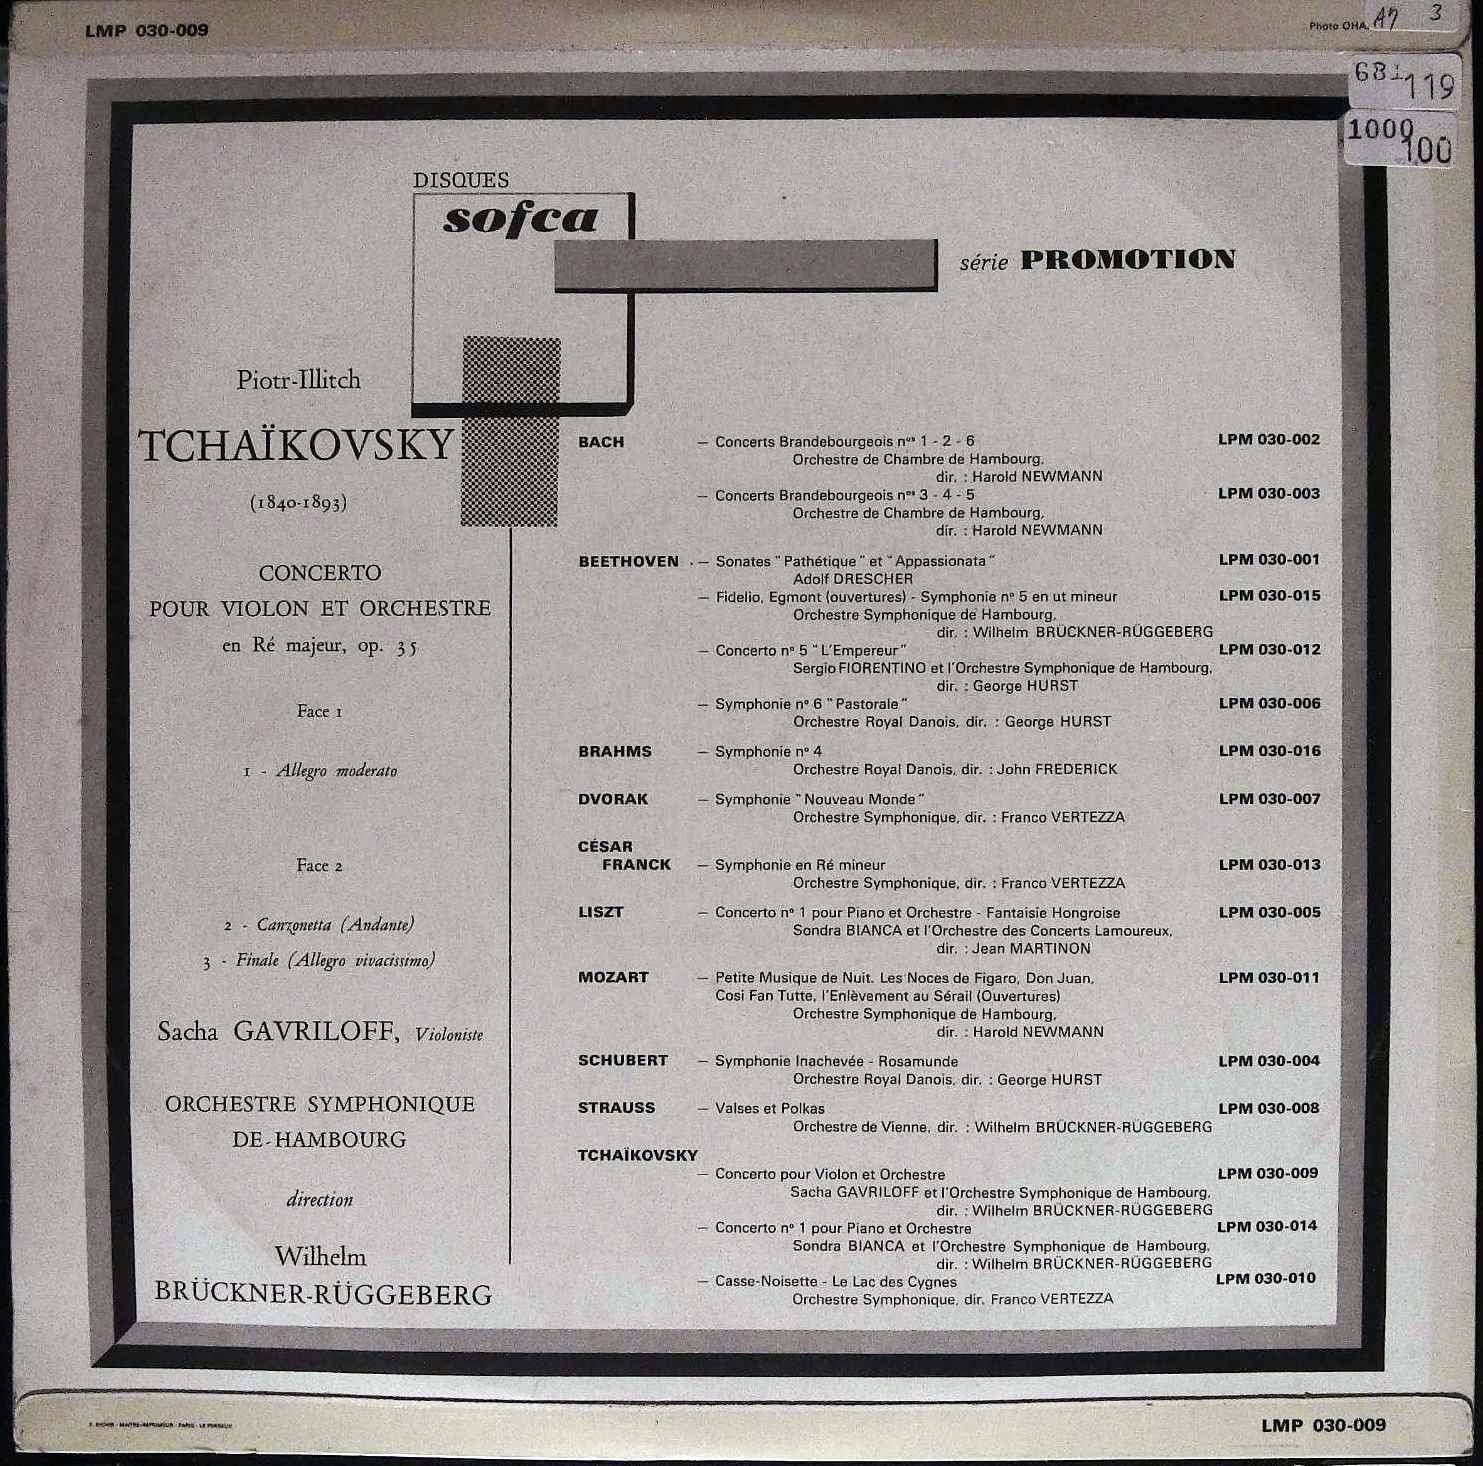 LMP 030-009
Photo OHA.
A7 3
681 119
1000 100
DISQUES
sofca
série PROMOTION
Piotr-Illitch
TCHAÏKOVSKY
(1840-1893)
CONCERTO
POUR VIOLON ET ORCHESTRE
en Ré majeur, op. 35
Face 1
1 - Allegro moderato
Face 2
2 - Canzonetta (Andante)
3 - Finale (Allegro vivacissimo)
Sacha GAVRILOFF, Violoniste
ORCHESTRE SYMPHONIQUE
DE-HAMBOURG
direction
Wilhelm
BRÜCKNER-RÜGGEBERG
BACH — Concerts Brandebourgeois nos 1 - 2 - 6 LPM 030-002
Orchestre de Chambre de Hambourg,
dir. : Harold NEWMANN
— Concerts Brandebourgeois nos 3 - 4 - 5 LPM 030-003
Orchestre de Chambre de Hambourg,
dir. : Harold NEWMANN
BEETHOVEN — Sonates "Pathétique" et "Appassionata" LPM 030-001
Adolf DRESCHER
— Fidelio, Egmont (ouvertures) - Symphonie n° 5 en ut mineur LPM 030-015
Orchestre Symphonique de Hambourg,
dir. : Wilhelm BRÜCKNER-RÜGGEBERG
— Concerto n° 5 "L'Empereur" LPM 030-012
Sergio FIORENTINO et l'Orchestre Symphonique de Hambourg,
dir. : George HURST
— Symphonie n° 6 "Pastorale" LPM 030-006
Orchestre Royal Danois, dir. : George HURST
BRAHMS — Symphonie n° 4 LPM 030-016
Orchestre Royal Danois, dir. : John FREDERICK
DVORAK — Symphonie "Nouveau Monde" LPM 030-007
Orchestre Symphonique, dir. : Franco VERTEZZA
CÉSAR
FRANCK — Symphonie en Ré mineur LPM 030-013
Orchestre Symphonique, dir. : Franco VERTEZZA
LISZT — Concerto n° 1 pour Piano et Orchestre - Fantaisie Hongroise LPM 030-005
Sondra BIANCA et l'Orchestre des Concerts Lamoureux,
dir. : Jean MARTINON
MOZART — Petite Musique de Nuit. Les Noces de Figaro, Don Juan, LPM 030-011
Cosi Fan Tutte, l'Enlèvement au Sérail (Ouvertures)
Orchestre Symphonique de Hambourg,
dir. : Harold NEWMANN
SCHUBERT — Symphonie Inachevée - Rosamunde LPM 030-004
Orchestre Royal Danois, dir. : George HURST
STRAUSS — Valses et Polkas LPM 030-008
Orchestre de Vienne, dir. : Wilhelm BRÜCKNER-RÜGGEBERG
TCHAÏKOVSKY
— Concerto pour Violon et Orchestre LPM 030-009
Sacha GAVRILOFF et l'Orchestre Symphonique de Hambourg,
dir. : Wilhelm BRÜCKNER-RÜGGEBERG
— Concerto n° 1 pour Piano et Orchestre LPM 030-014
Sondra BIANCA et l'Orchestre Symphonique de Hambourg,
dir. : Wilhelm BRÜCKNER-RÜGGEBERG
— Casse-Noisette - Le Lac des Cygnes LPM 030-010
Orchestre Symphonique, dir. Franco VERTEZZA
MAITRE-IMPRIMEUR - PARIS -
LMP 030-009